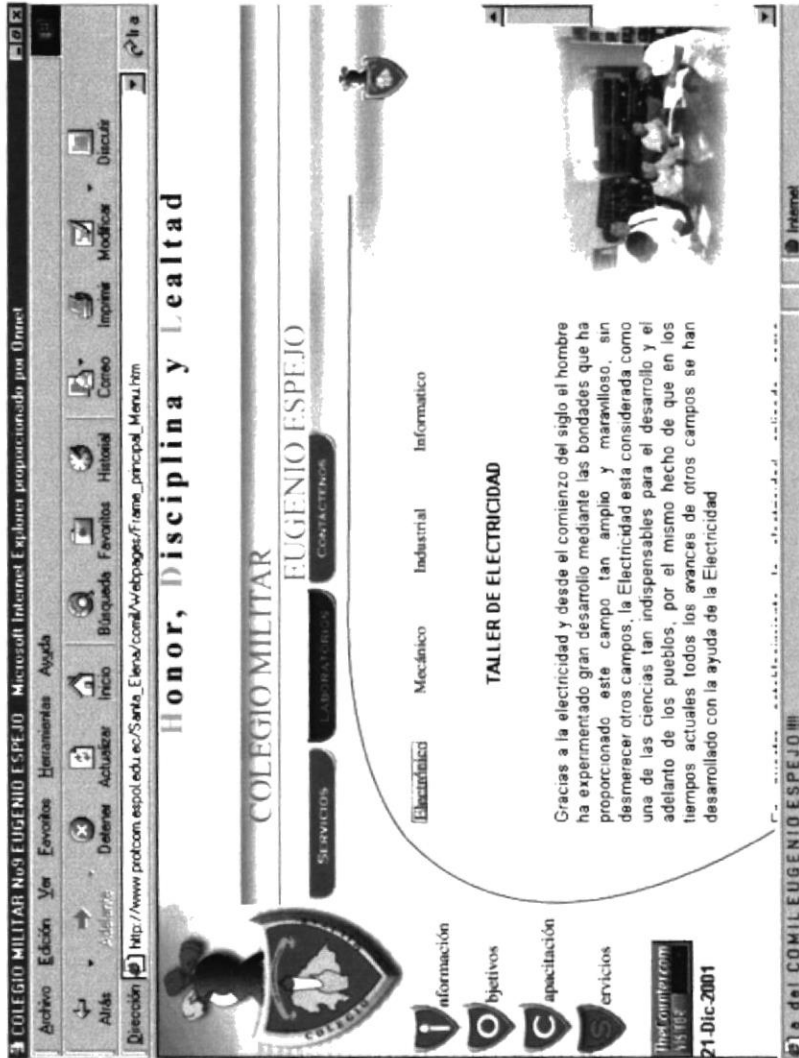 COLEGIO MILITAR No9 EUGENIO ESPEJO Microsoft Internet Explorer proporcionado por Onnet
Archivo Edición Ver Favoritos Herramientas Ayuda
Atrás Adelante Detener Actualizar Inicio Búsqueda Favoritos Historial Correo Imprimir Modificar Discutir
Dirección http://www.protcom.espol.edu.ec/Santa_Elena/comil/Webpages/Frame_principal_Menu.htm Ir a
Honor, Disciplina y Lealtad
COLEGIO MILITAR
EUGENIO ESPEJO
SERVICIOS LABORATORIOS CONTACTENOS
COLEGIO
Electrónico Mecánico Industrial Informatico
información
Objetivos
Capacitación
Servicios
TheCounter.com
21-Dic-2001
TALLER DE ELECTRICIDAD
Gracias a la electricidad y desde el comienzo del siglo el hombre
ha experimentado gran desarrollo mediante las bondades que ha
proporcionado este campo tan amplio y maravilloso, sin
desmerecer otros campos, la Electricidad esta considerada como
una de las ciencias tan indispensables para el desarrollo y el
adelanto de los pueblos, por el mismo hecho de que en los
tiempos actuales todos los avances de otros campos se han
desarrollado con la ayuda de la Electricidad
a del COMIL EUGENIO ESPEJO !!!!
Internet